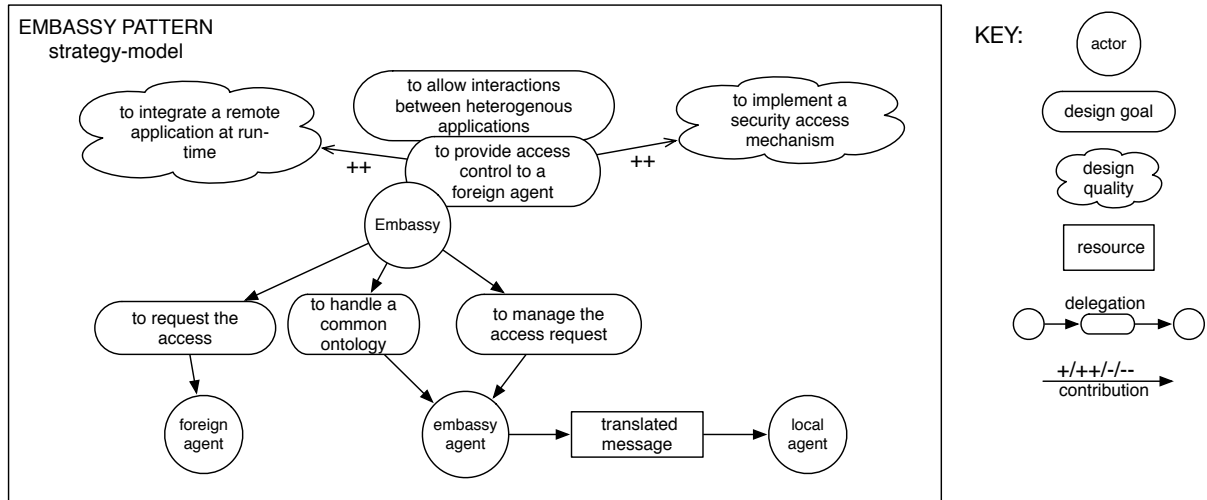 EMBASSY PATTERN
strategy-model
to integrate a remote
application at run-
time
to allow interactions
between heterogenous
applications
to implement a
security access
mechanism
++
to provide access
control to a
foreign agent
++
Embassy
to request the
access
to handle a
common
ontology
to manage the
access request
foreign
agent
embassy
agent
translated
message
local
agent
KEY:
actor
design goal
design
quality
resource
delegation
+/++/-/--
contribution